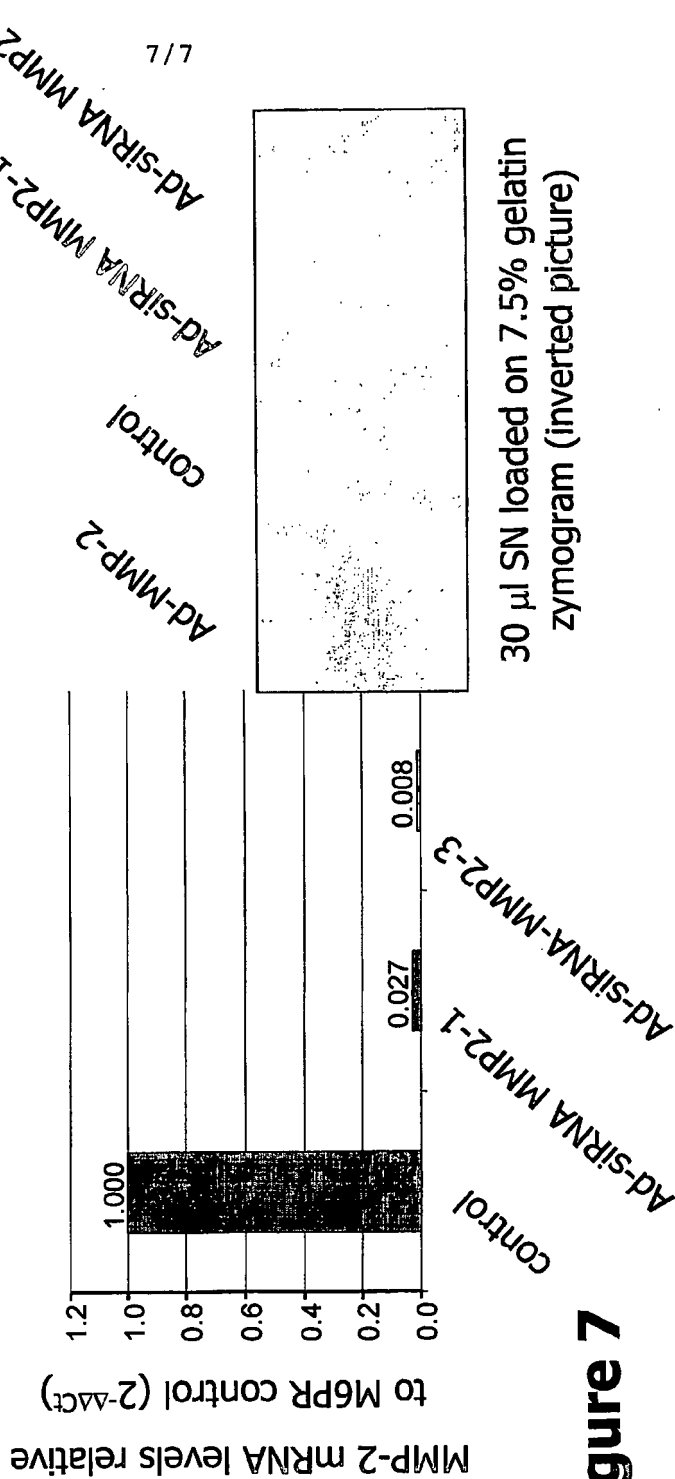 7/7
MMP-2 mRNA levels relative
to M6PR control (2-ΔΔCt)
1.2
1.0
0.8
0.6
0.4
0.2
0.0
1.000
0.027
0.008
control
Ad-siRNA MMP2-1
Ad-siRNA-MMP2-3
Ad-MMP-2
control
Ad-siRNA MMP2-1
Ad-siRNA MMP2
30 µl SN loaded on 7.5% gelatin
zymogram (inverted picture)
gure 7